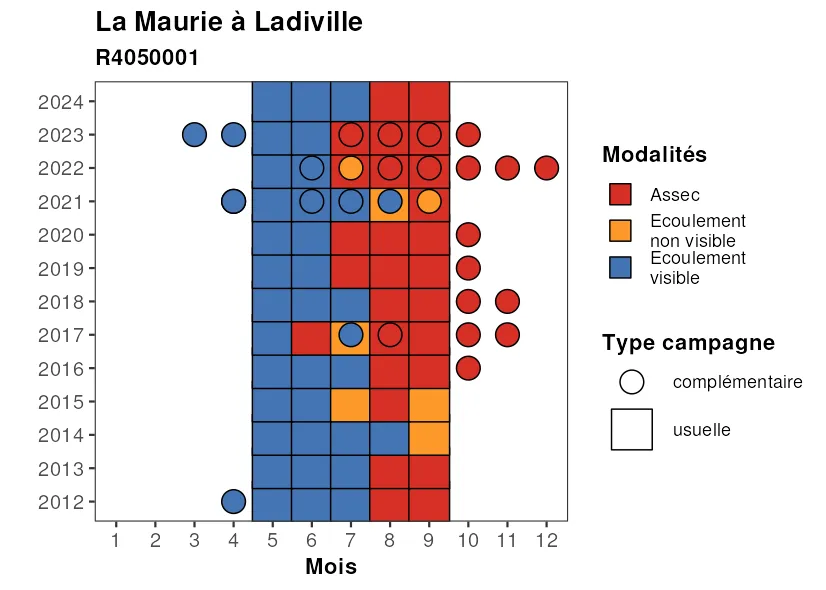 La Maurie à Ladiville
R4050001
2024
2023
2022
2021
2020
2019
2018
2017
2016
2015
2014
2013
2012
1 2 3 4 5 6 7 8 9 10 11 12
Mois
Modalités
Assec
Ecoulement
non visible
Ecoulement
visible
Type campagne
complémentaire
usuelle